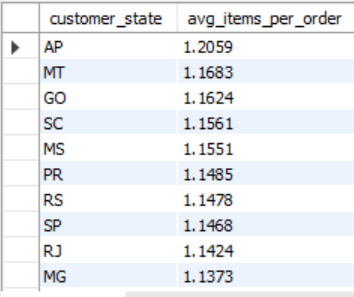 customer_state avg_items_per_order
AP 1.2059
MT 1.1683
GO 1.1624
SC 1.1561
MS 1.1551
PR 1.1485
RS 1.1478
SP 1.1468
RJ 1.1424
MG 1.1373